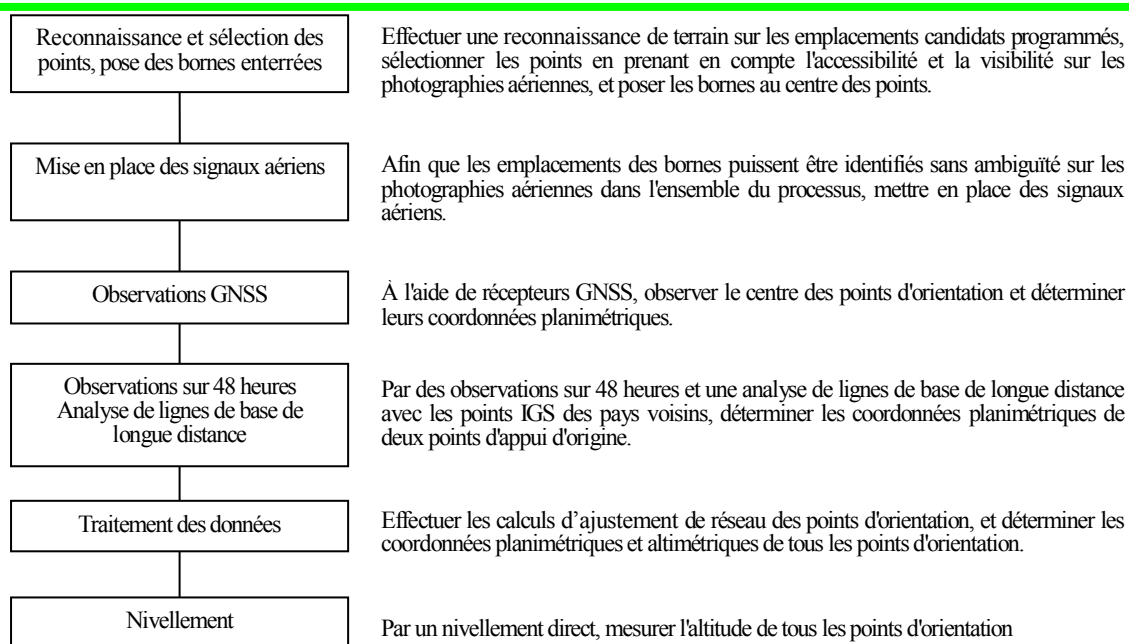 Reconnaissance et sélection des
points, pose des bornes enterrées
Effectuer une reconnaissance de terrain sur les emplacements candidats programmés,
sélectionner les points en prenant en compte l'accessibilité et la visibilité sur les
photographies aériennes, et poser les bornes au centre des points.
Mise en place des signaux aériens
Afin que les emplacements des bornes puissent être identifiés sans ambiguïté sur les
photographies aériennes dans l'ensemble du processus, mettre en place des signaux
aériens.
Observations GNSS
À l'aide de récepteurs GNSS, observer le centre des points d'orientation et déterminer
leurs coordonnées planimétriques.
Observations sur 48 heures
Analyse de lignes de base de
longue distance
Par des observations sur 48 heures et une analyse de lignes de base de longue distance
avec les points IGS des pays voisins, déterminer les coordonnées planimétriques de
deux points d'appui d'origine.
Traitement des données
Effectuer les calculs d’ajustement de réseau des points d'orientation, et déterminer les
coordonnées planimétriques et altimétriques de tous les points d'orientation.
Nivellement
Par un nivellement direct, mesurer l'altitude de tous les points d'orientation